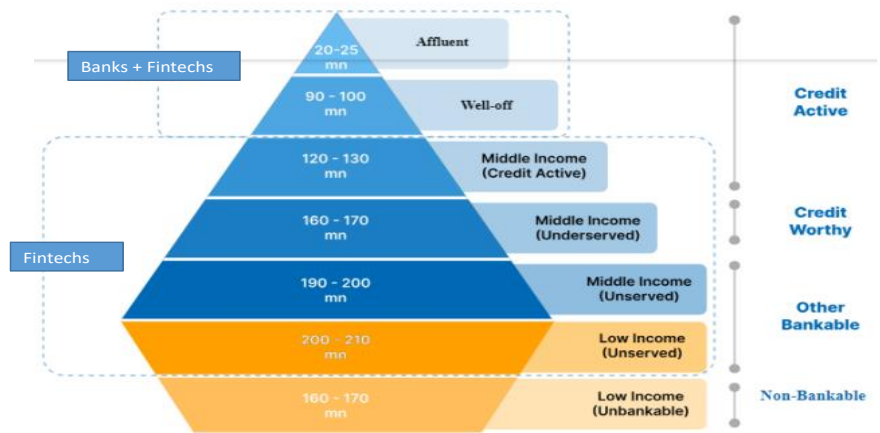 Banks + Fintechs
20-25
mn
Affluent
90 - 100
mn
Well-off
Credit
Active
120 - 130
mn
Middle Income
(Credit Active)
160 - 170
mn
Middle Income
(Underserved)
Credit
Worthy
Fintechs
190 - 200
mn
Middle Income
(Unserved)
Other
Bankable
200 - 210
mn
Low Income
(Unserved)
160 - 170
mn
Low Income
(Unbankable)
Non-Bankable